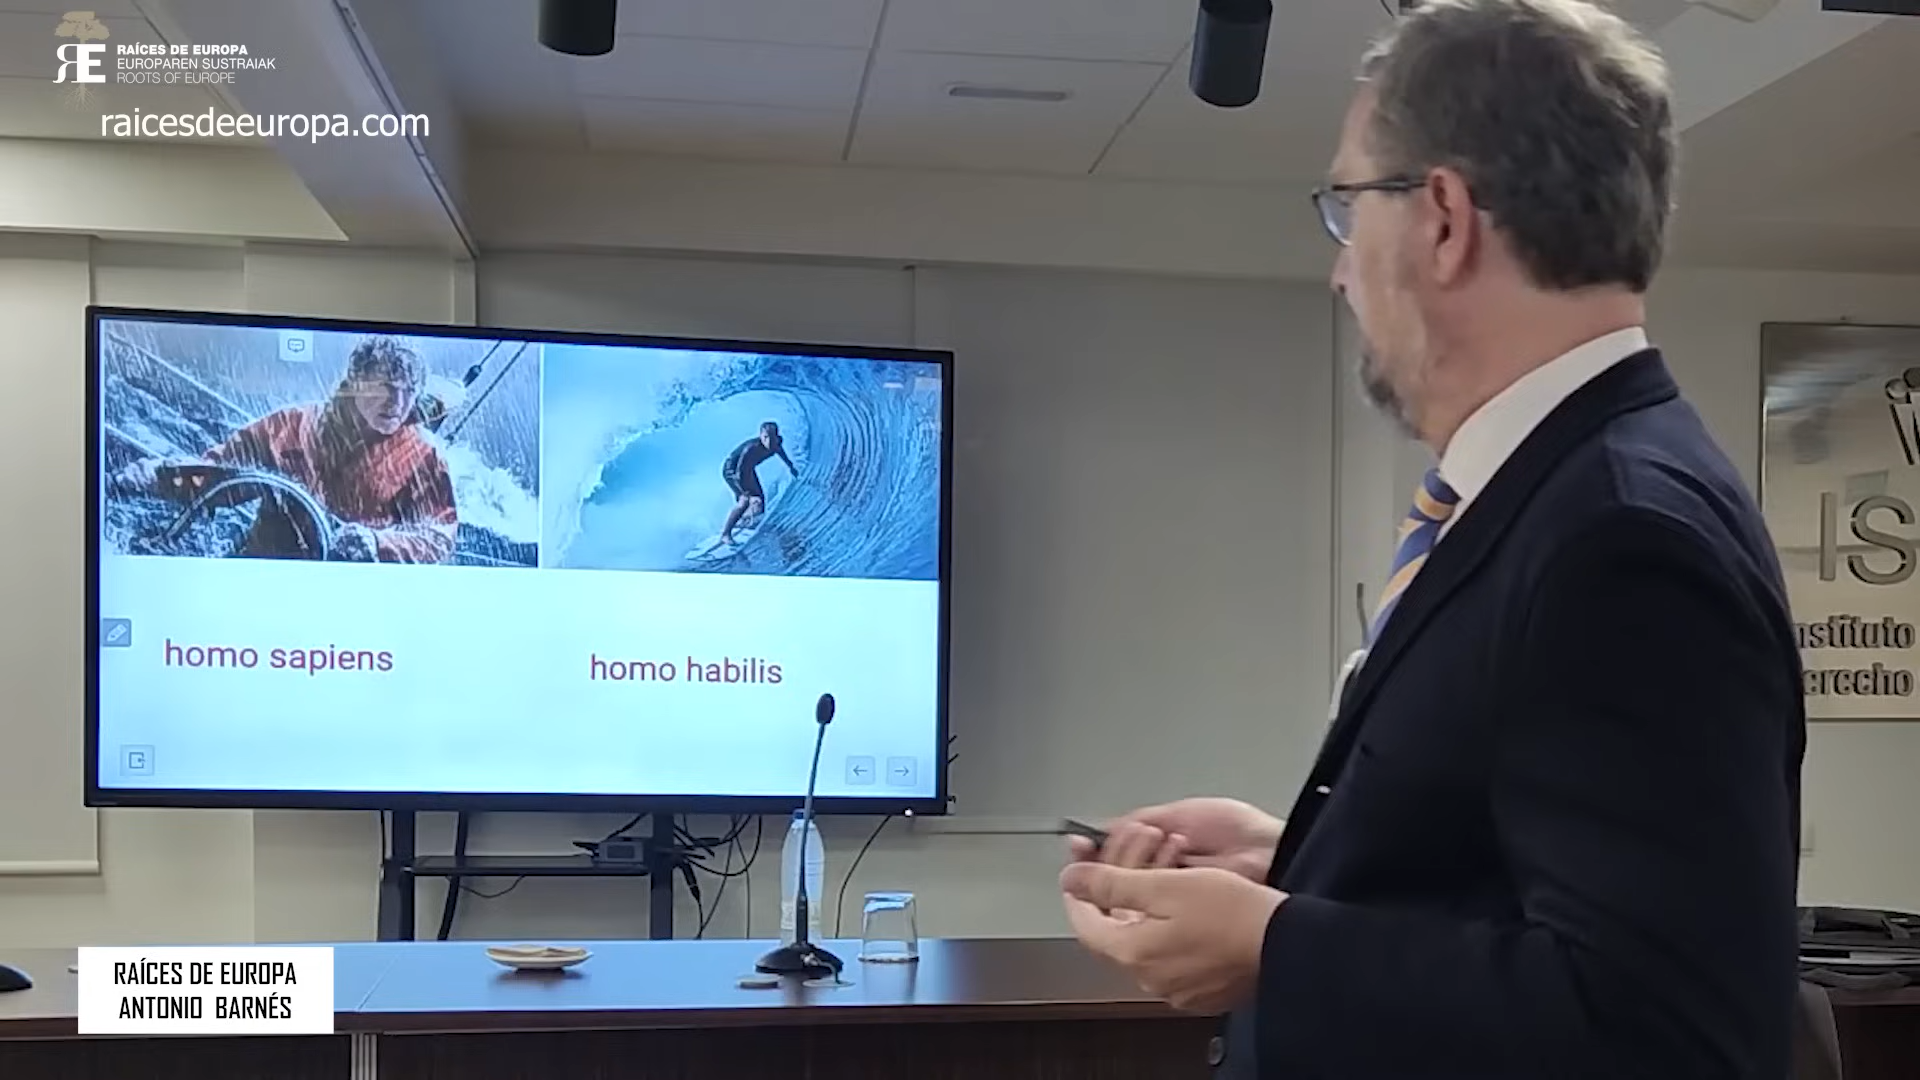 RAÍCES DE EUROPA
EUROPAREN SUSTRAIAK
ROOTS OF EUROPE
raicesdeeuropa.com
homo sapiens
homo habilis
IS
nstituto
erecho
RAÍCES DE EUROPA
ANTONIO BARNÉS